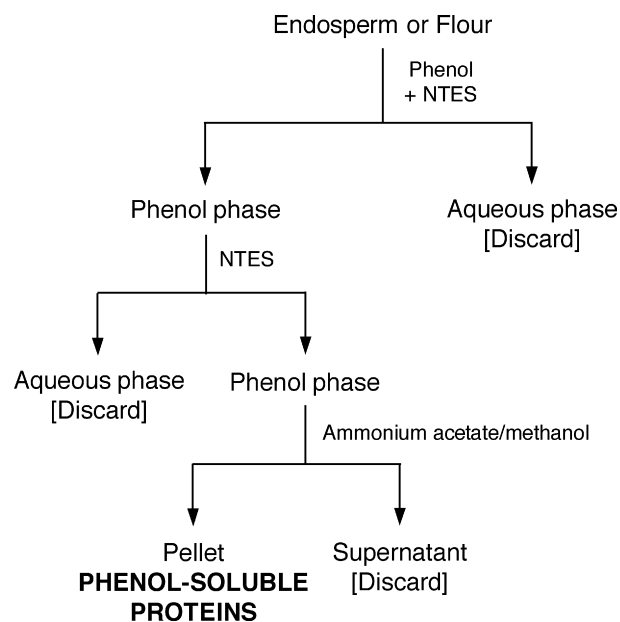 Endosperm or Flour
Phenol
+ NTES
Phenol phase
Aqueous phase
[Discard]
NTES
Aqueous phase
[Discard]
Phenol phase
Ammonium acetate/methanol
Pellet
PHENOL-SOLUBLE
PROTEINS
Supernatant
[Discard]